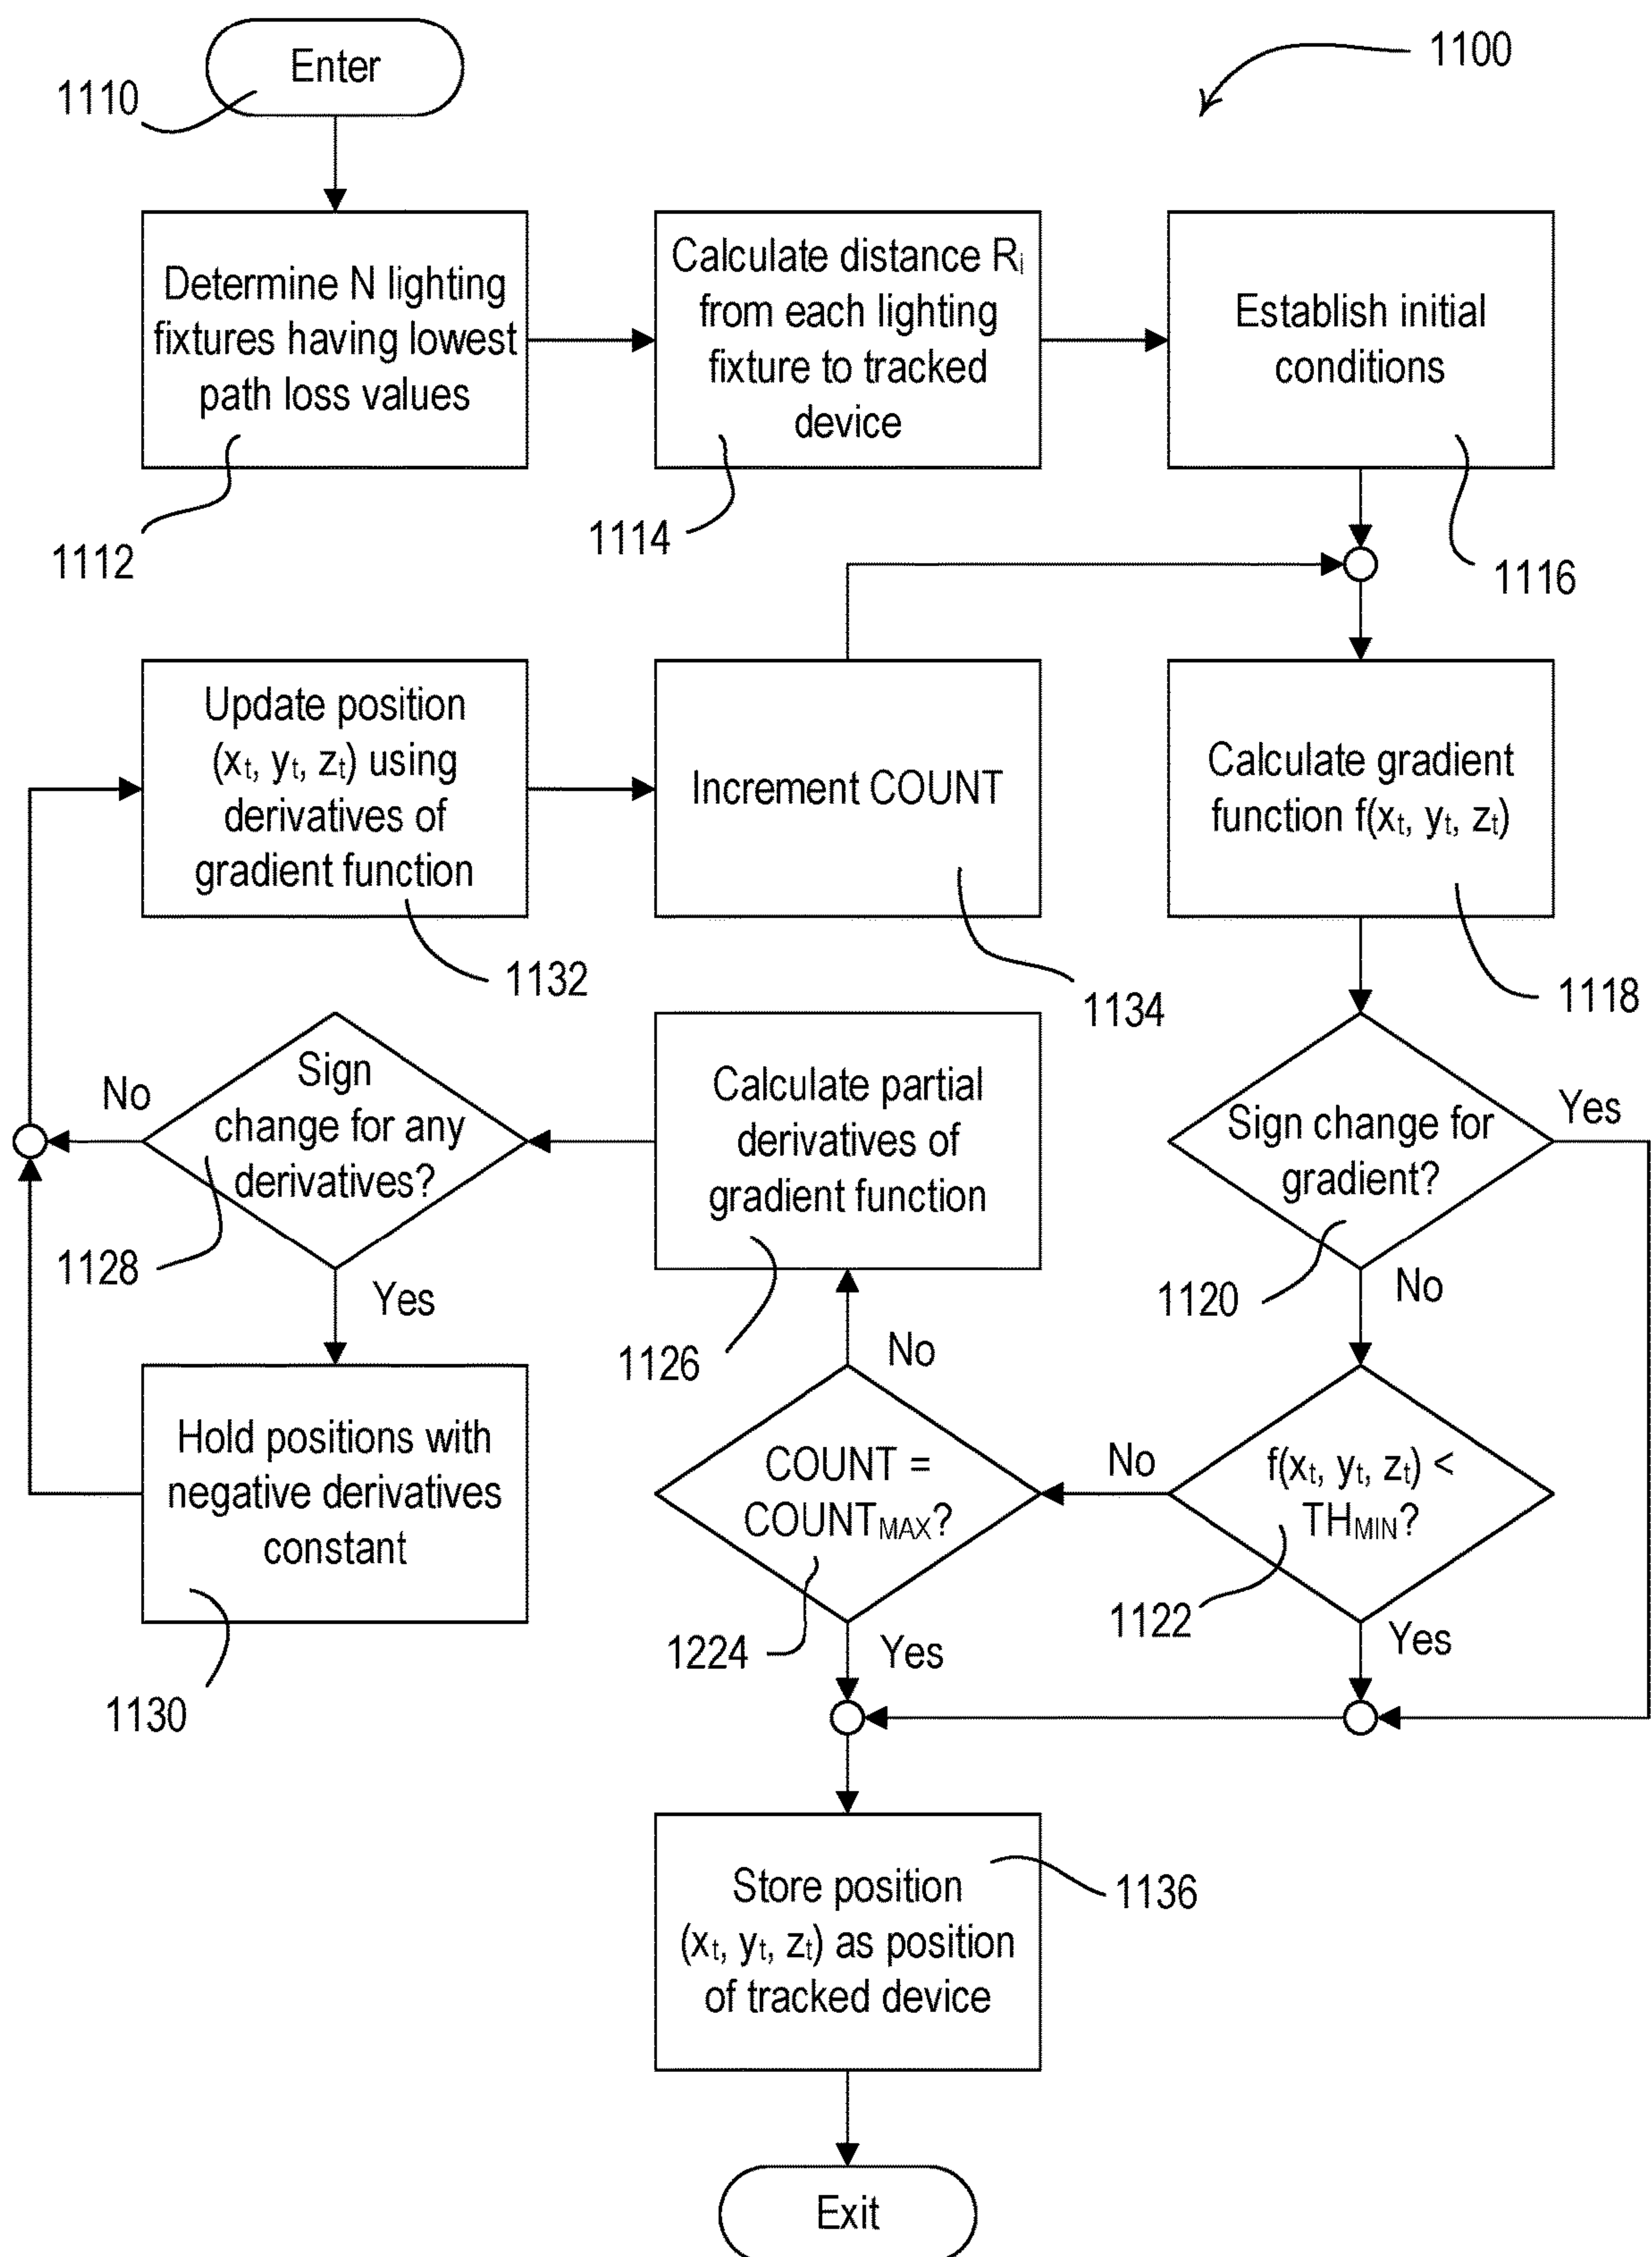 Enter
1110
1100
Determine N lighting
fixtures having lowest
path loss values
1112
Calculate distance Rᵢ
from each lighting
fixture to tracked
device
1114
Establish initial
conditions
1116
Update position
(xₜ, yₜ, zₜ) using
derivatives of
gradient function
1132
Increment COUNT
1134
Calculate gradient
function f(xₜ, yₜ, zₜ)
1118
No
Sign
change for any
derivatives?
1128
Yes
Calculate partial
derivatives of
gradient function
1126
Sign change for
gradient?
Yes
1120
No
Hold positions with
negative derivatives
constant
1130
No
COUNT =
COUNTMAX?
1224
Yes
No
f(xₜ, yₜ, zₜ) <
THMIN?
1122
Yes
Store position
(xₜ, yₜ, zₜ) as position
of tracked device
1136
Exit